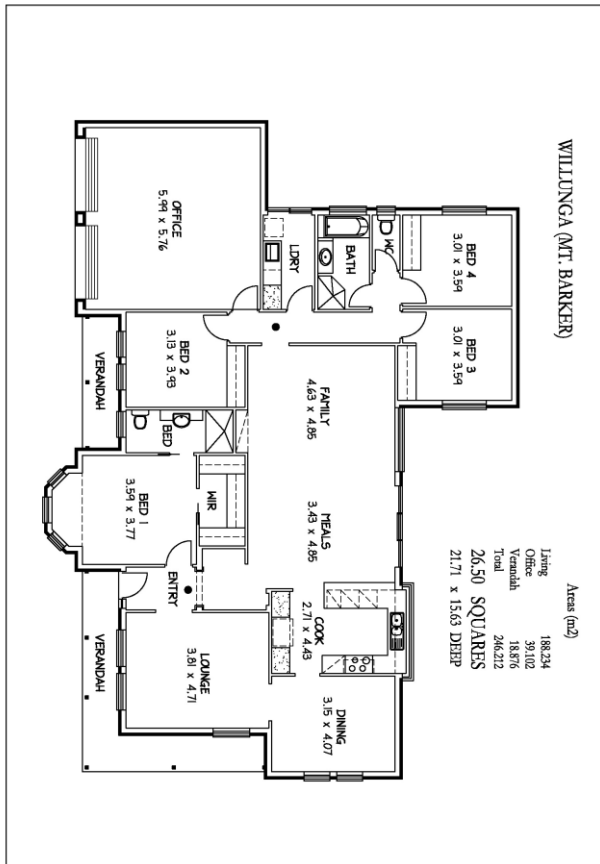 WILLUNGA (MT. BARKER)
Areas (m2)
Living 188.234
Office 39.102
Verandah 18.876
Total 246.212
26.50 SQUARES
21.71 x 15.63 DEEP
BED 4
3.01 x 3.59
BED 3
3.01 x 3.59
WC
BATH
LDRY
OFFICE
5.99 x 5.76
FAMILY
4.63 x 4.85
MEALS
3.43 x 4.85
COOK
2.71 x 4.43
DINING
3.15 x 4.07
BED 2
3.13 x 3.93
BED
WIR
BED 1
3.59 x 3.77
ENTRY
LOUNGE
3.81 x 4.71
VERANDAH
VERANDAH